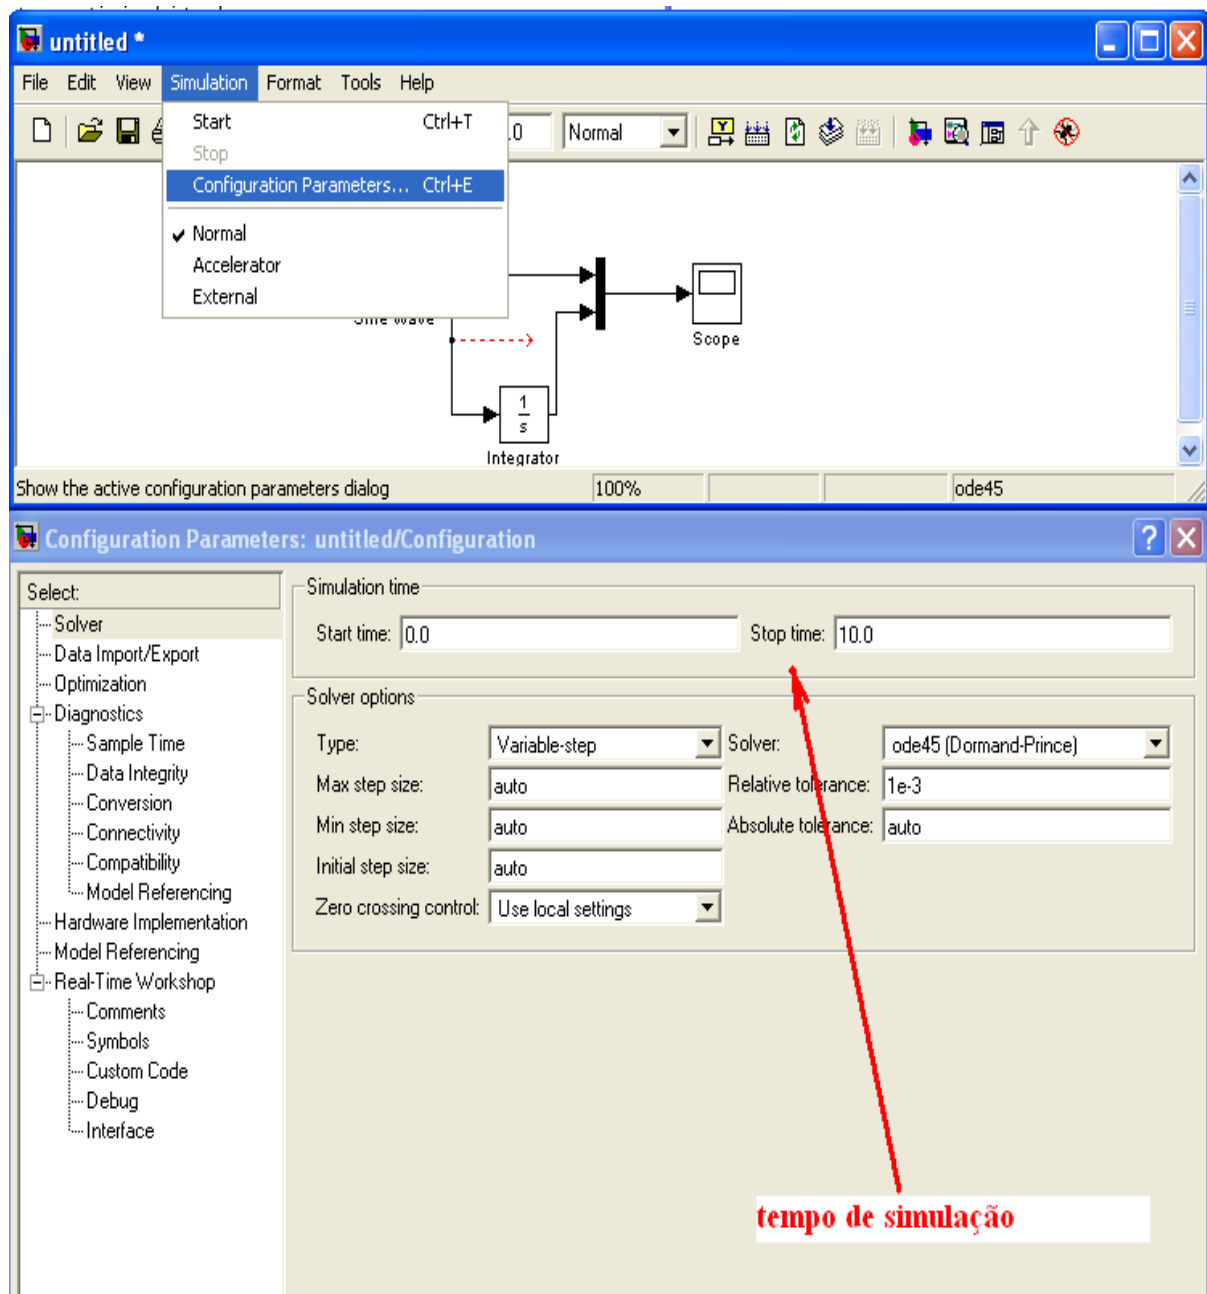 untitled *
File Edit View Simulation Format Tools Help
Start Ctrl+T
.0 Normal
Stop
Configuration Parameters... Ctrl+E
Normal
Accelerator
External
Sine Wave
Scope
1
s
Integrator
Show the active configuration parameters dialog 100% ode45
Configuration Parameters: untitled/Configuration
Select:
Solver
Data Import/Export
Optimization
Diagnostics
Sample Time
Data Integrity
Conversion
Connectivity
Compatibility
Model Referencing
Hardware Implementation
Model Referencing
Real-Time Workshop
Comments
Symbols
Custom Code
Debug
Interface
Simulation time
Start time: 0.0 Stop time: 10.0
Solver options
Type: Variable-step Solver: ode45 (Dormand-Prince)
Max step size: auto Relative tolerance: 1e-3
Min step size: auto Absolute tolerance: auto
Initial step size: auto
Zero crossing control: Use local settings
tempo de simulação